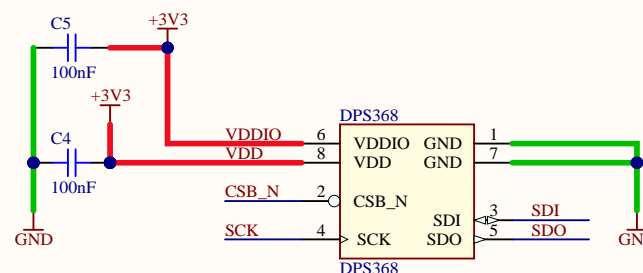 C5
+3V3
100nF
+3V3
C4
100nF
GND
DPS368
VDDIO 6 VDDIO GND 1
VDD 8 VDD GND 7
CSB_N 2 CSB_N
SDI 3 SDI
SCK 4 SCK SDO 5 SDO
GN
DPS368